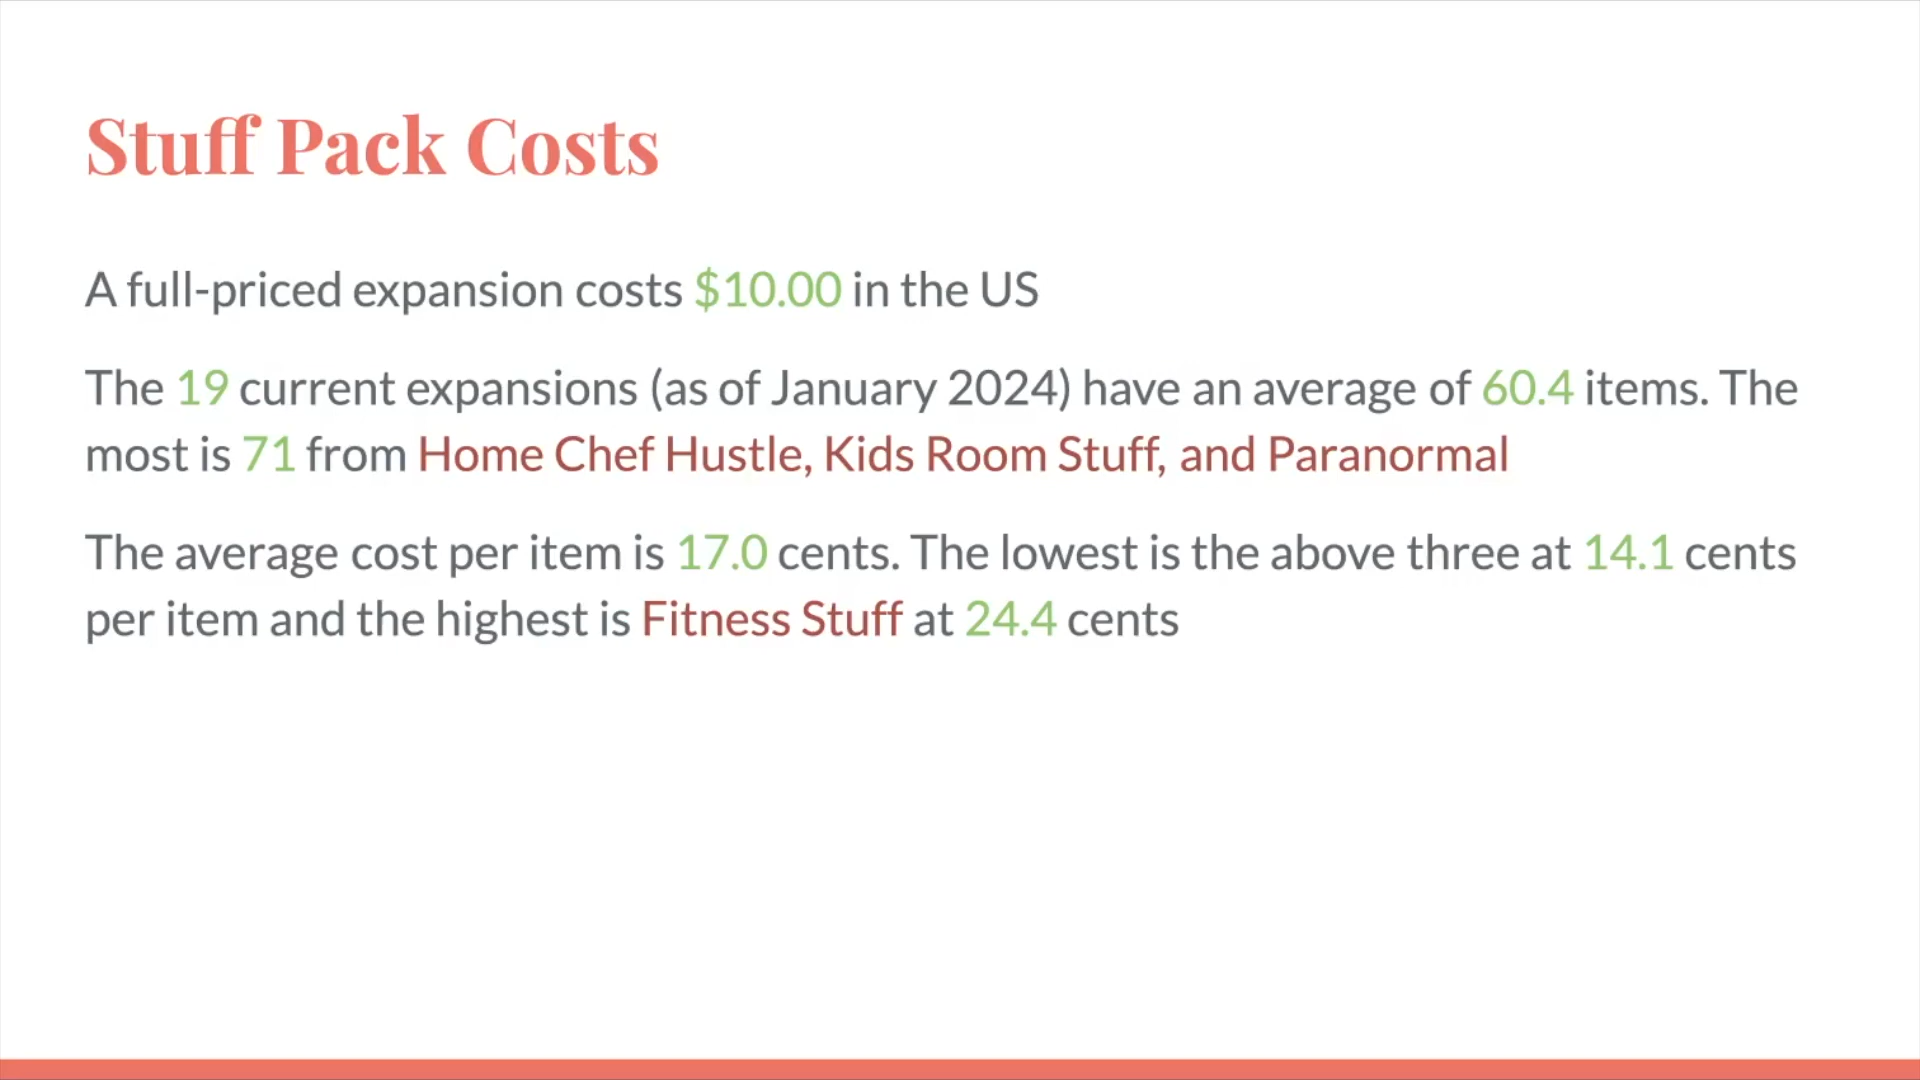 Stuff Pack Costs
A full-priced expansion costs $10.00 in the US
The 19 current expansions (as of January 2024) have an average of 60.4 items. The
most is 71 from Home Chef Hustle, Kids Room Stuff, and Paranormal
The average cost per item is 17.0 cents. The lowest is the above three at 14.1 cents
per item and the highest is Fitness Stuff at 24.4 cents